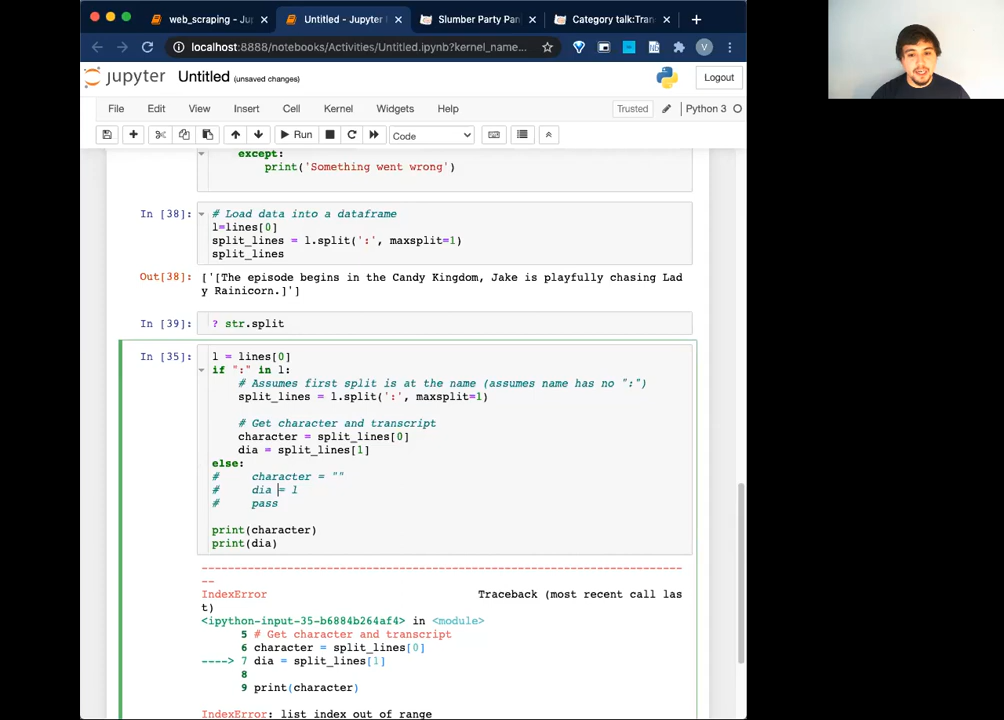 web_scraping - Ju
Untitled - Jupyter
Slumber Party Pan
Category talk:Tran
localhost:8888/notebooks/Activities/Untitled.ipynb?kernel_name...
V
jupyter Untitled (unsaved changes)
Logout
File Edit View Insert Cell Kernel Widgets Help
Trusted
Python 3
Run
Code
except:
print('Something went wrong')
In [38]:
# Load data into a dataframe
l=lines[0]
split_lines = l.split(':', maxsplit=1)
split_lines
Out[38]:
['[The episode begins in the Candy Kingdom, Jake is playfully chasing Lad
y Rainicorn.]']
In [39]:
? str.split
In [35]:
l = lines[0]
if ":" in l:
# Assumes first split is at the name (assumes name has no ":")
split_lines = l.split(':', maxsplit=1)
# Get character and transcript
character = split_lines[0]
dia = split_lines[1]
else:
# character = ""
# dia = l
# pass
print(character)
print(dia)
---------------------------------------------------------------------------
IndexError Traceback (most recent call las
t)
<ipython-input-35-b6884b264af4> in <module>
5 # Get character and transcript
6 character = split_lines[0]
----> 7 dia = split_lines[1]
8
9 print(character)
IndexError: list index out of range